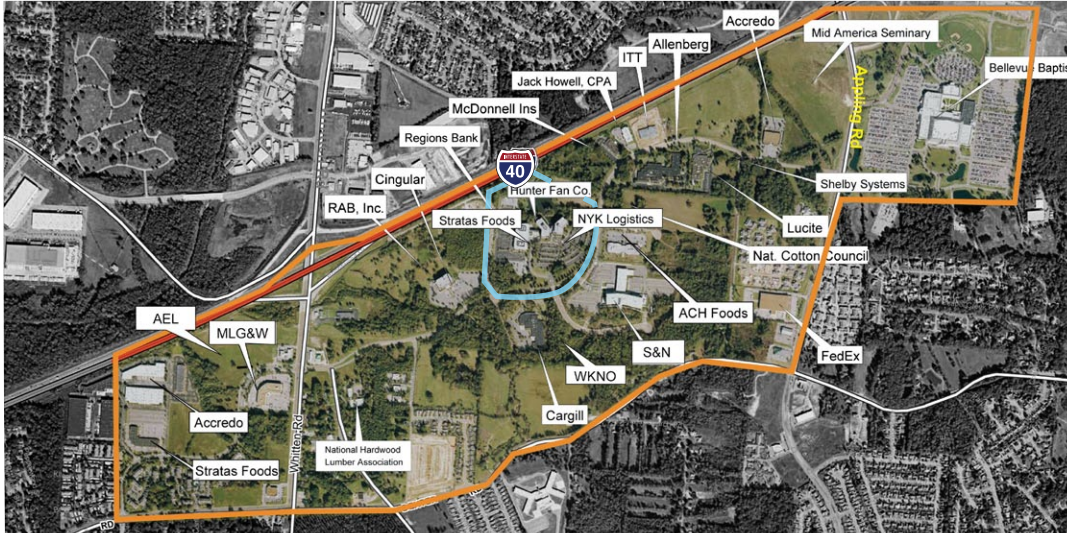 Accredo
Mid America Seminary
Allenberg
ITT
Bellevue Baptis
Jack Howell, CPA
McDonnell Ins
Appling Rd
Regions Bank
INTERSTATE
40
Cingular
Shelby Systems
Hunter Fan Co.
RAB, Inc.
Stratas Foods
NYK Logistics
Lucite
Nat. Cotton Council
ACH Foods
AEL
MLG&W
S&N
FedEx
WKNO
Cargill
Accredo
Whitten Rd
National Hardwood
Lumber Association
Stratas Foods
RD